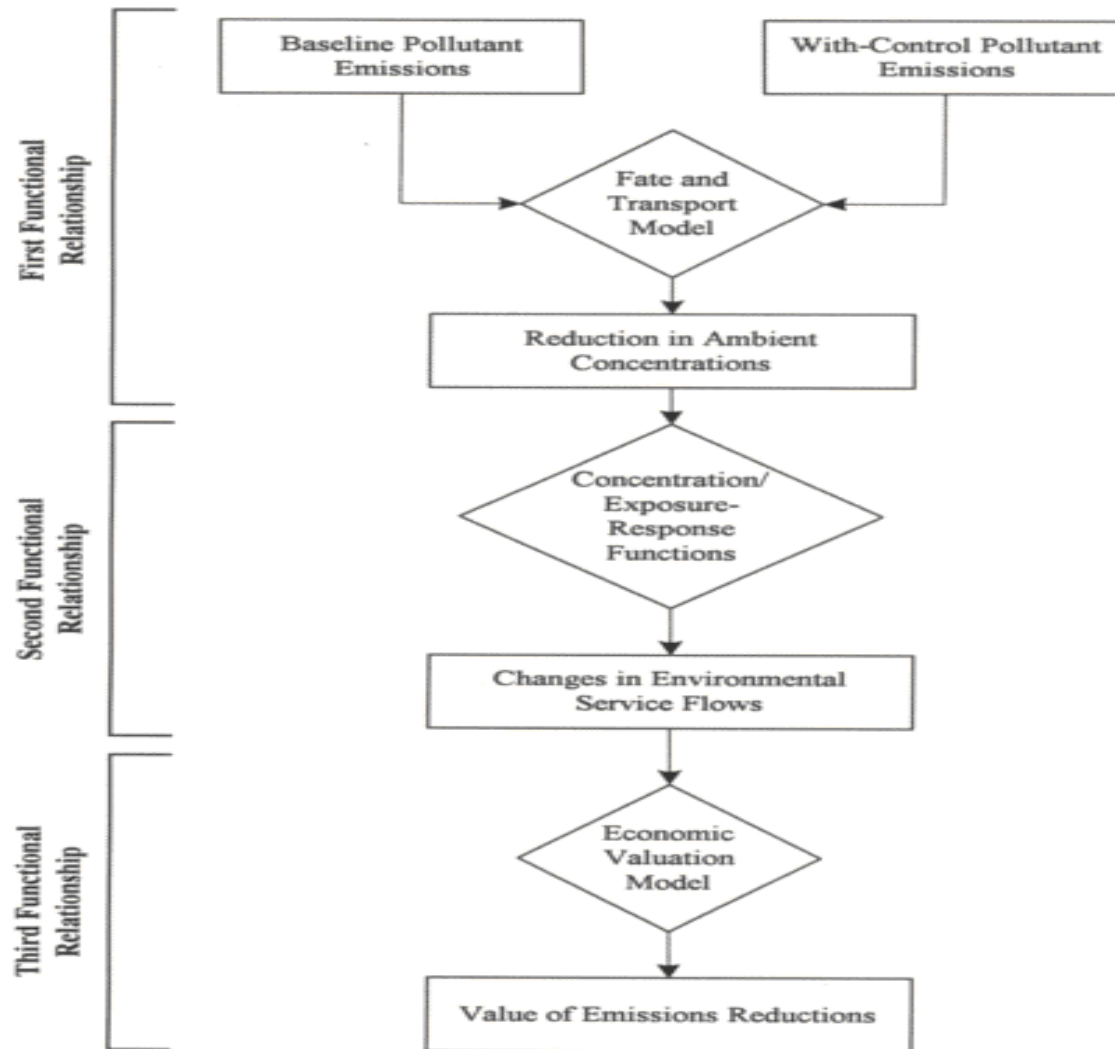 Baseline Pollutant
Emissions
With-Control Pollutant
Emissions
First Functional
Relationship
Fate and
Transport
Model
Reduction in Ambient
Concentrations
Second Functional
Relationship
Concentration/
Exposure-
Response
Functions
Changes in Environmental
Service Flows
Third Functional
Relationship
Economic
Valuation
Model
Value of Emissions Reductions